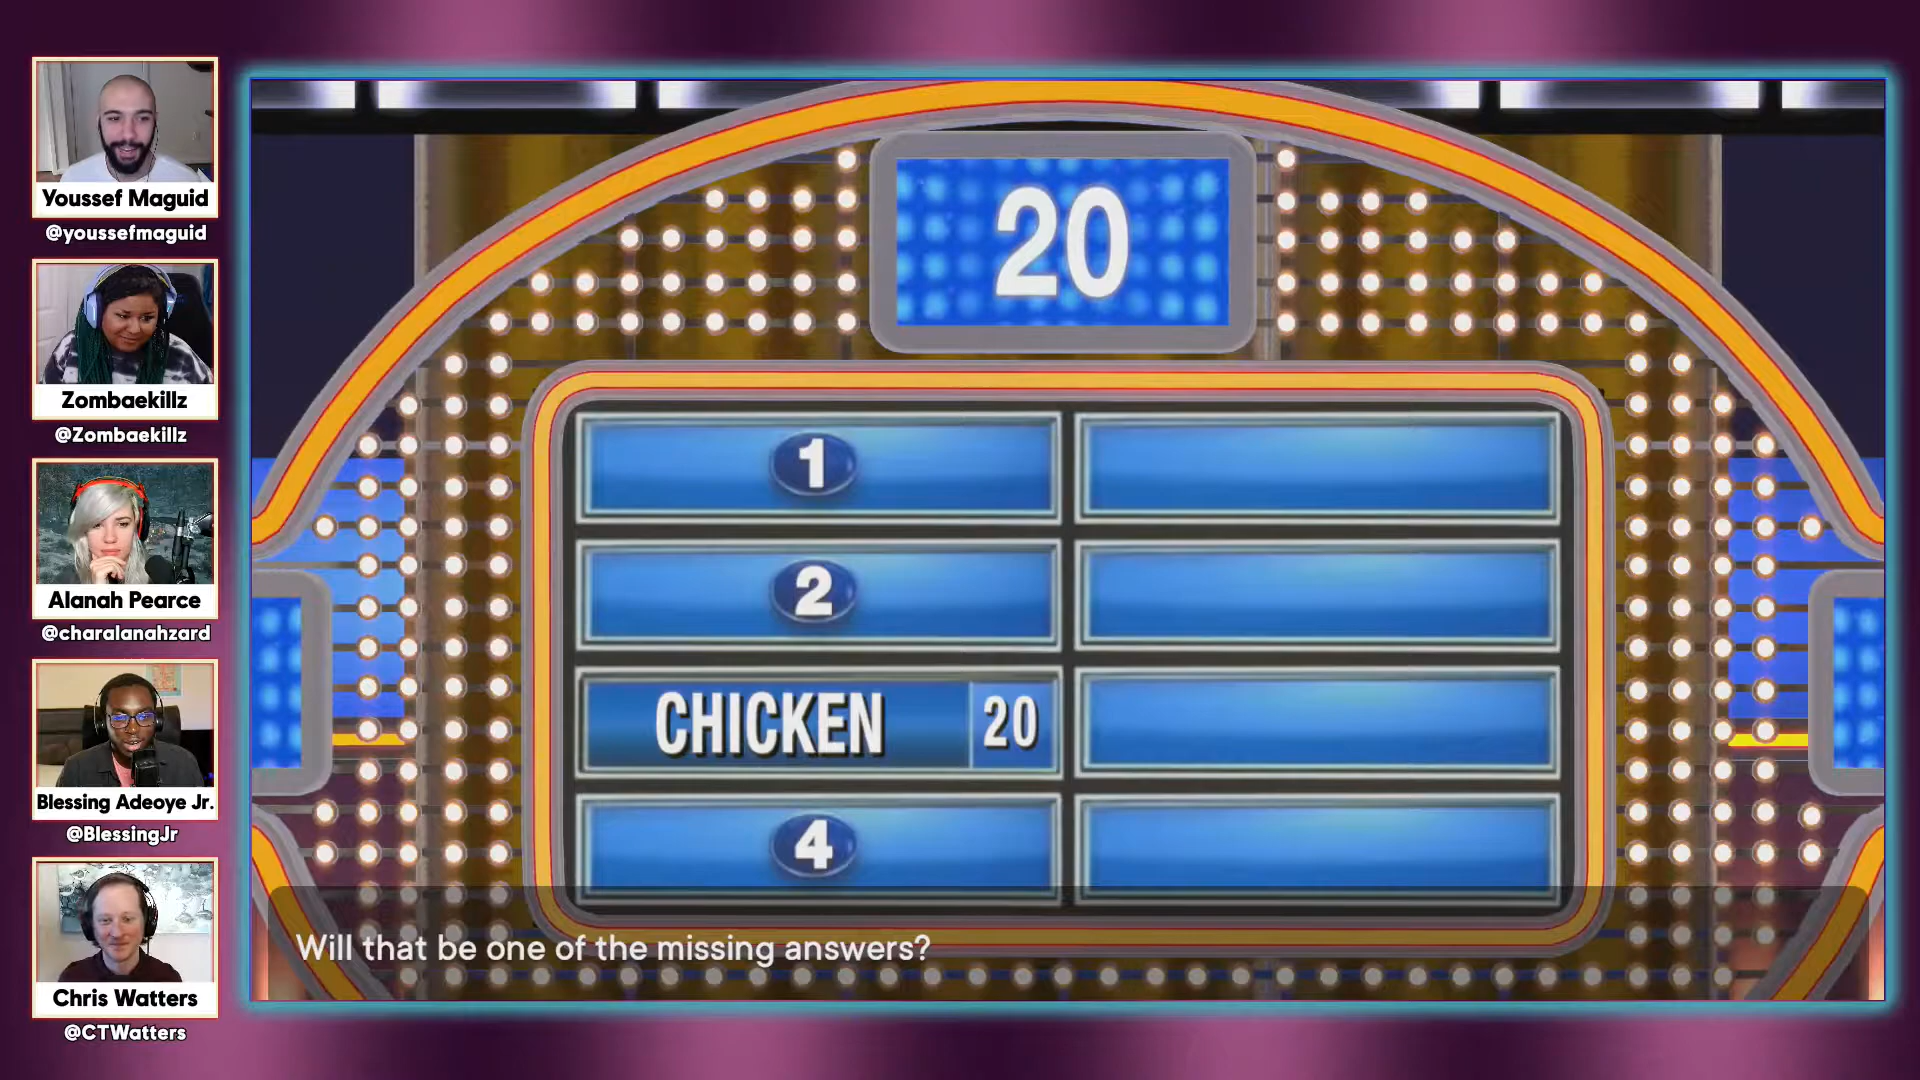 Youssef Maguid
@youssefmaguid
Zombaekillz
@Zombaekillz
Alanah Pearce
@charalanahzard
Blessing Adeoye Jr.
@BlessingJr
Chris Watters
@CTWatters
20
1
2
CHICKEN 20
4
Will that be one of the missing answers?